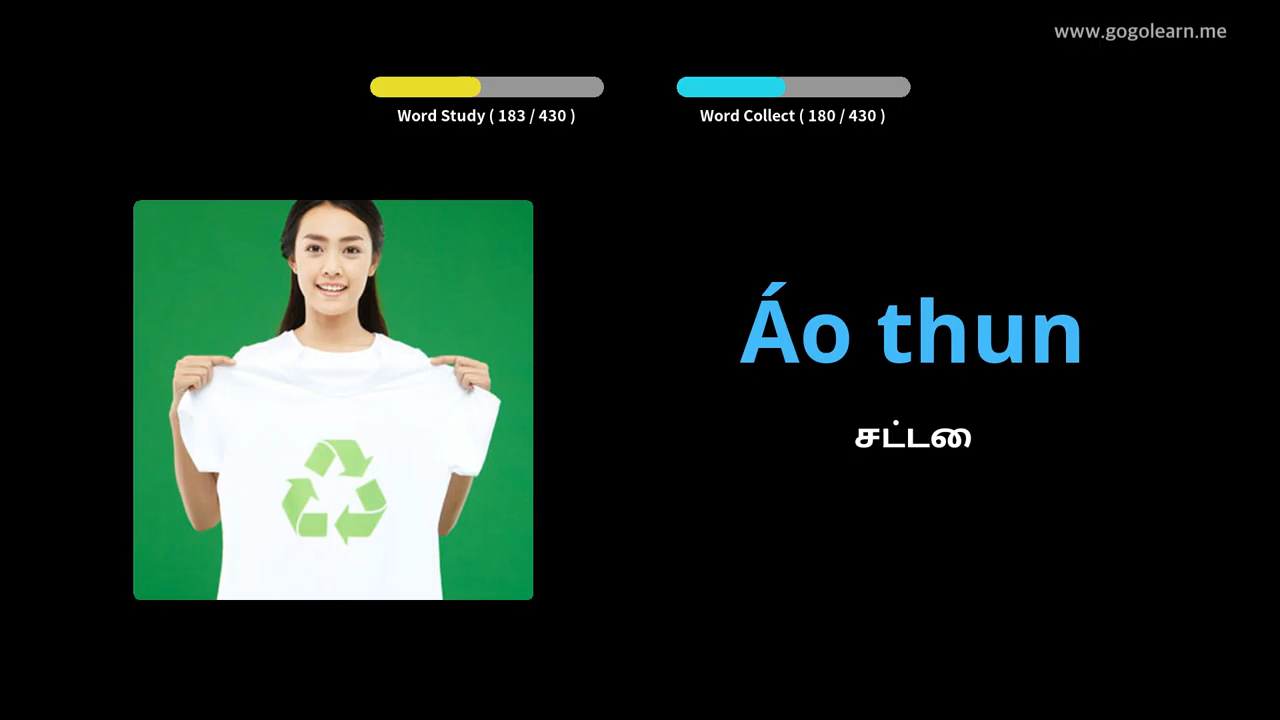 www.gogolearn.me
Word Study ( 183 / 430 )
Word Collect ( 180 / 430 )
Áo thun
சட்டை